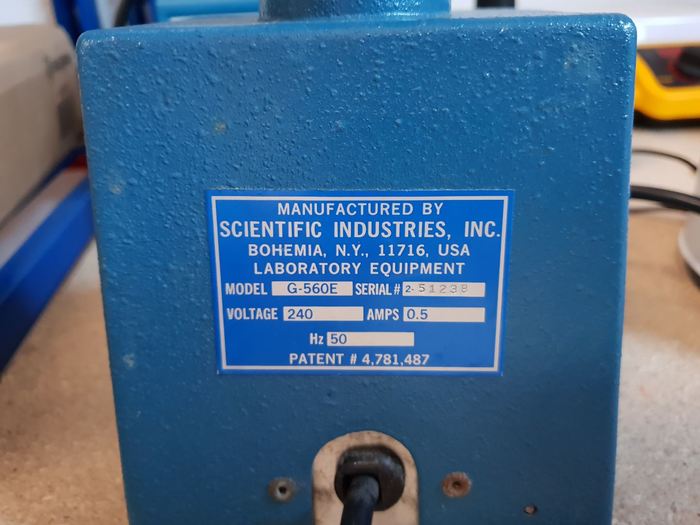 MANUFACTURED BY
SCIENTIFIC INDUSTRIES, INC.
BOHEMIA, N.Y., 11716, USA
LABORATORY EQUIPMENT
MODEL G-560E SERIAL # 2-51238
VOLTAGE 240 AMPS 0.5
Hz 50
PATENT # 4,781,487